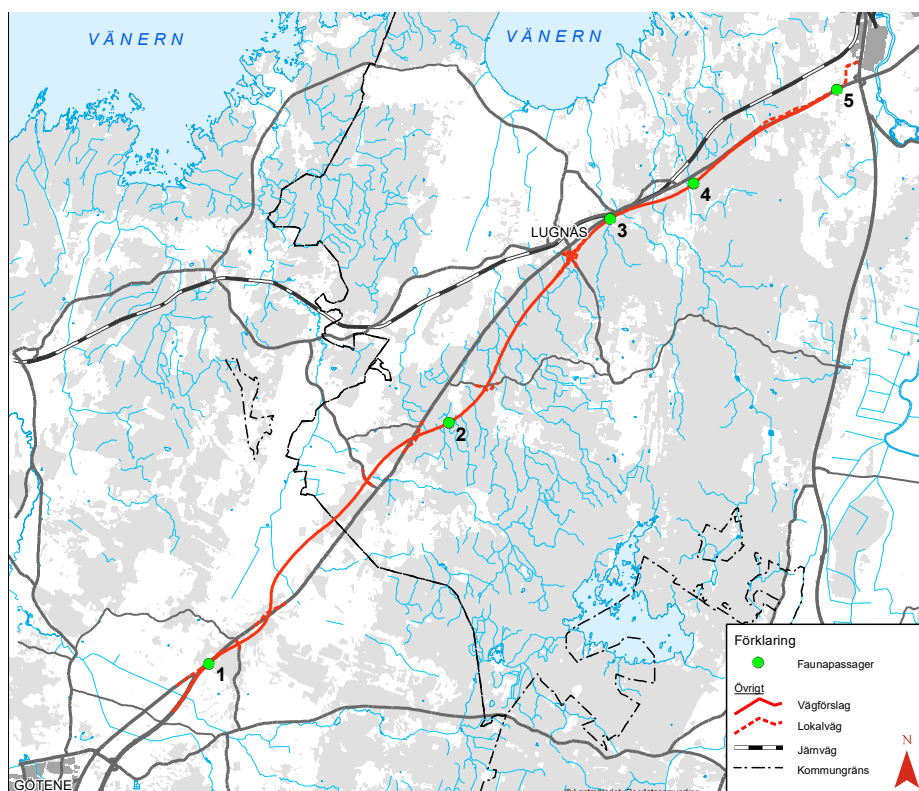 VÄNERN
VÄNERN
5
4
3
LUGNÅS
2
1
GÖTENE
Förklaring
Faunapassager
Övrigt
Vägförslag
Lokalväg
Järnväg
Kommungräns
N